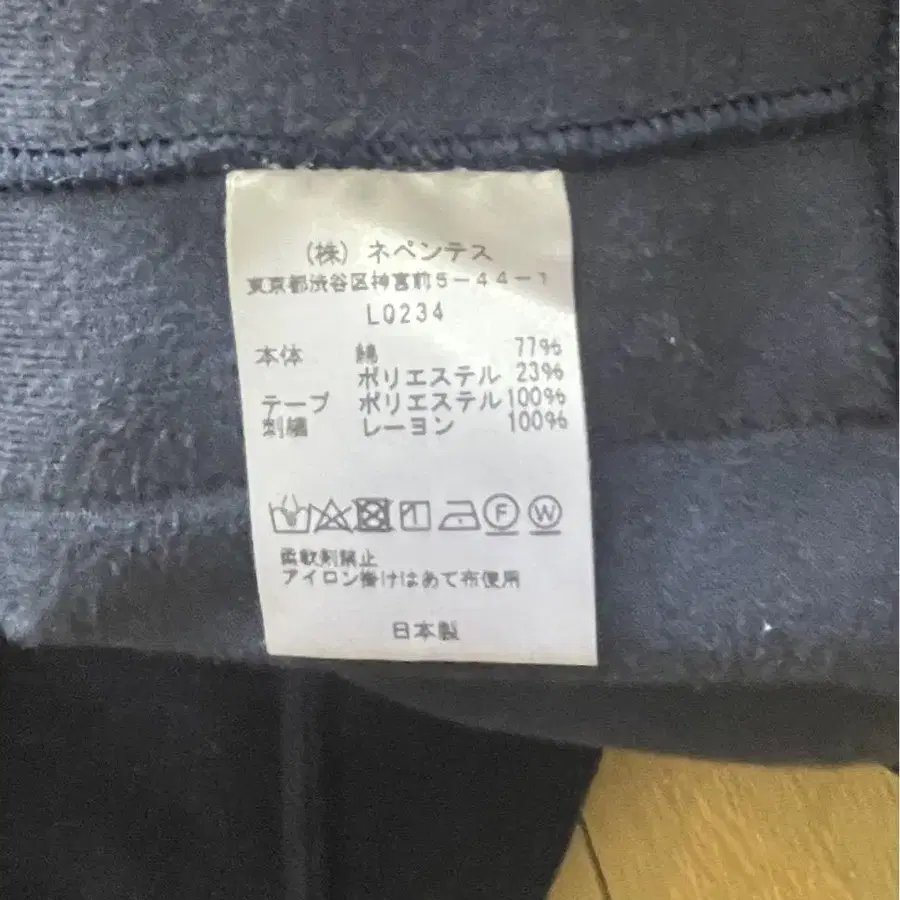 (株) ネペンテス
東京都渋谷区神宮前5-44-1
LQ234
本体 綿 77%
ポリエステル 23%
テープ ポリエステル 100%
刺繍 レーヨン 100%
F W
柔軟剤禁止
アイロン掛けはあて布使用
日本製